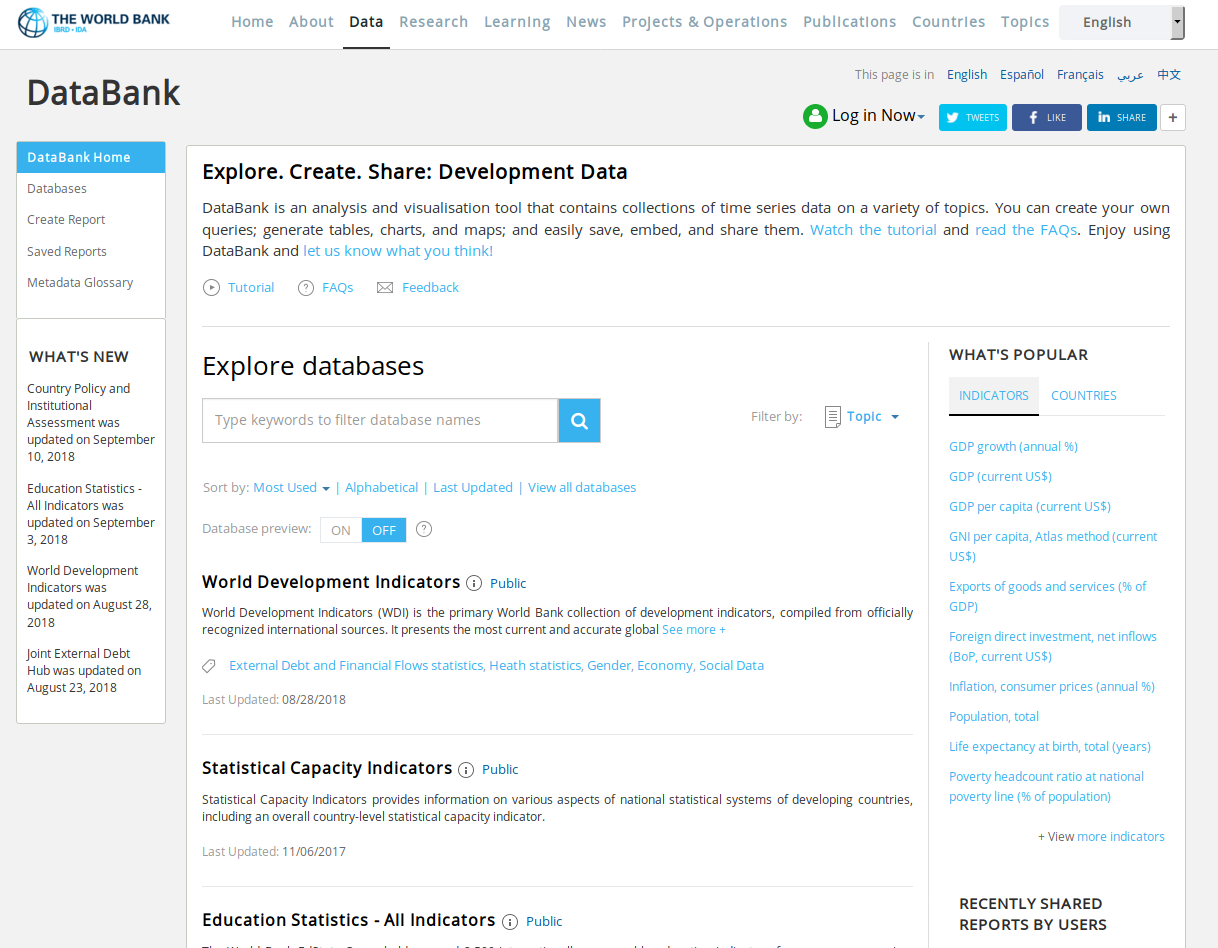 THE WORLD BANK
IBRD • IDA
Home About Data Research Learning News Projects & Operations Publications Countries Topics English
DataBank
This page is in English Español Français عربي 中文
Log in Now
TWEETS
LIKE
SHARE
+
DataBank Home
Databases
Create Report
Saved Reports
Metadata Glossary
WHAT'S NEW
Country Policy and
Institutional
Assessment was
updated on September
10, 2018
Education Statistics -
All Indicators was
updated on September
3, 2018
World Development
Indicators was
updated on August 28,
2018
Joint External Debt
Hub was updated on
August 23, 2018
Explore. Create. Share: Development Data
DataBank is an analysis and visualisation tool that contains collections of time series data on a variety of topics. You can create your own
queries; generate tables, charts, and maps; and easily save, embed, and share them. Watch the tutorial and read the FAQs. Enjoy using
DataBank and let us know what you think!
Tutorial FAQs Feedback
Explore databases
Type keywords to filter database names
Filter by: Topic
Sort by: Most Used | Alphabetical | Last Updated | View all databases
Database preview: ON OFF ?
World Development Indicators i Public
World Development Indicators (WDI) is the primary World Bank collection of development indicators, compiled from officially
recognized international sources. It presents the most current and accurate global See more +
External Debt and Financial Flows statistics, Heath statistics, Gender, Economy, Social Data
Last Updated: 08/28/2018
Statistical Capacity Indicators i Public
Statistical Capacity Indicators provides information on various aspects of national statistical systems of developing countries,
including an overall country-level statistical capacity indicator.
Last Updated: 11/06/2017
Education Statistics - All Indicators i Public
WHAT'S POPULAR
INDICATORS COUNTRIES
GDP growth (annual %)
GDP (current US$)
GDP per capita (current US$)
GNI per capita, Atlas method (current
US$)
Exports of goods and services (% of
GDP)
Foreign direct investment, net inflows
(BoP, current US$)
Inflation, consumer prices (annual %)
Population, total
Life expectancy at birth, total (years)
Poverty headcount ratio at national
poverty line (% of population)
+ View more indicators
RECENTLY SHARED
REPORTS BY USERS